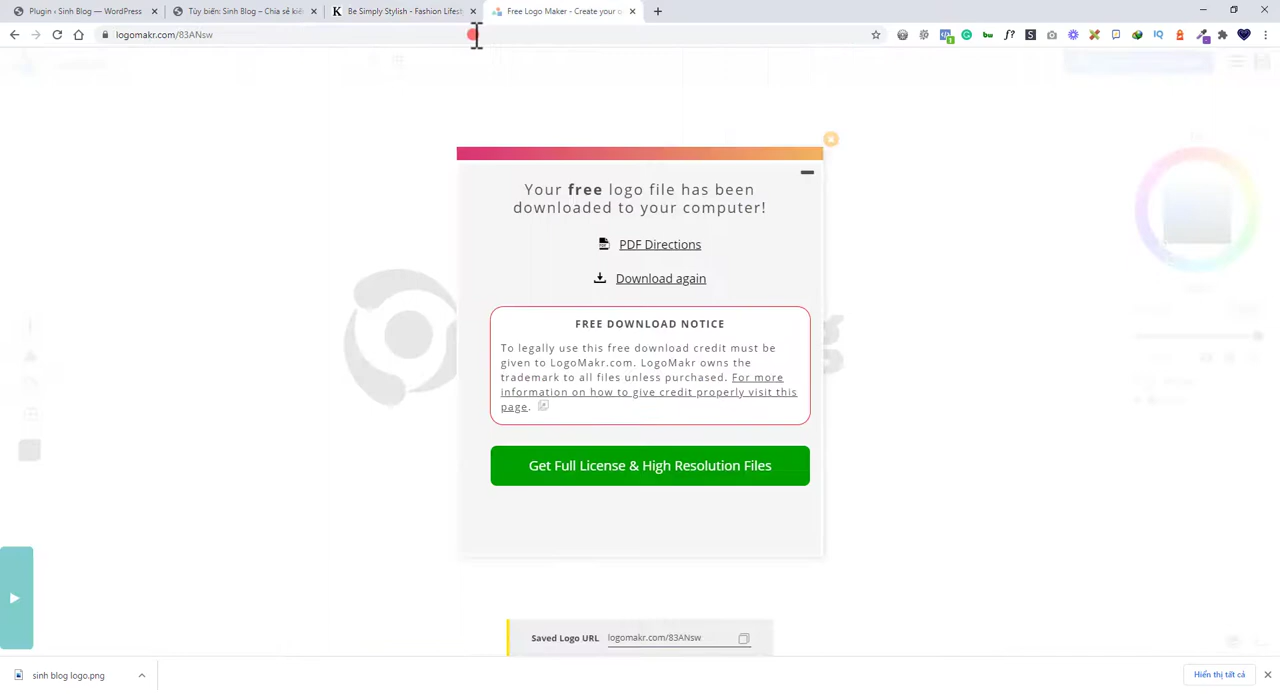 Plugin ‹ Sinh Blog — WordPress
Tùy biến: Sinh Blog – Chia sẻ kiế
Be Simply Stylish - Fashion Lifest
Free Logo Maker - Create your o
logomakr.com/83ANsw
Your free logo file has been
downloaded to your computer!
PDF Directions
Download again
FREE DOWNLOAD NOTICE
To legally use this free download credit must be
given to LogoMakr.com. LogoMakr owns the
trademark to all files unless purchased. For more
information on how to give credit properly visit this
page.
Get Full License & High Resolution Files
Saved Logo URL logomakr.com/83ANsw
sinh blog logo.png
Hiển thị tất cả